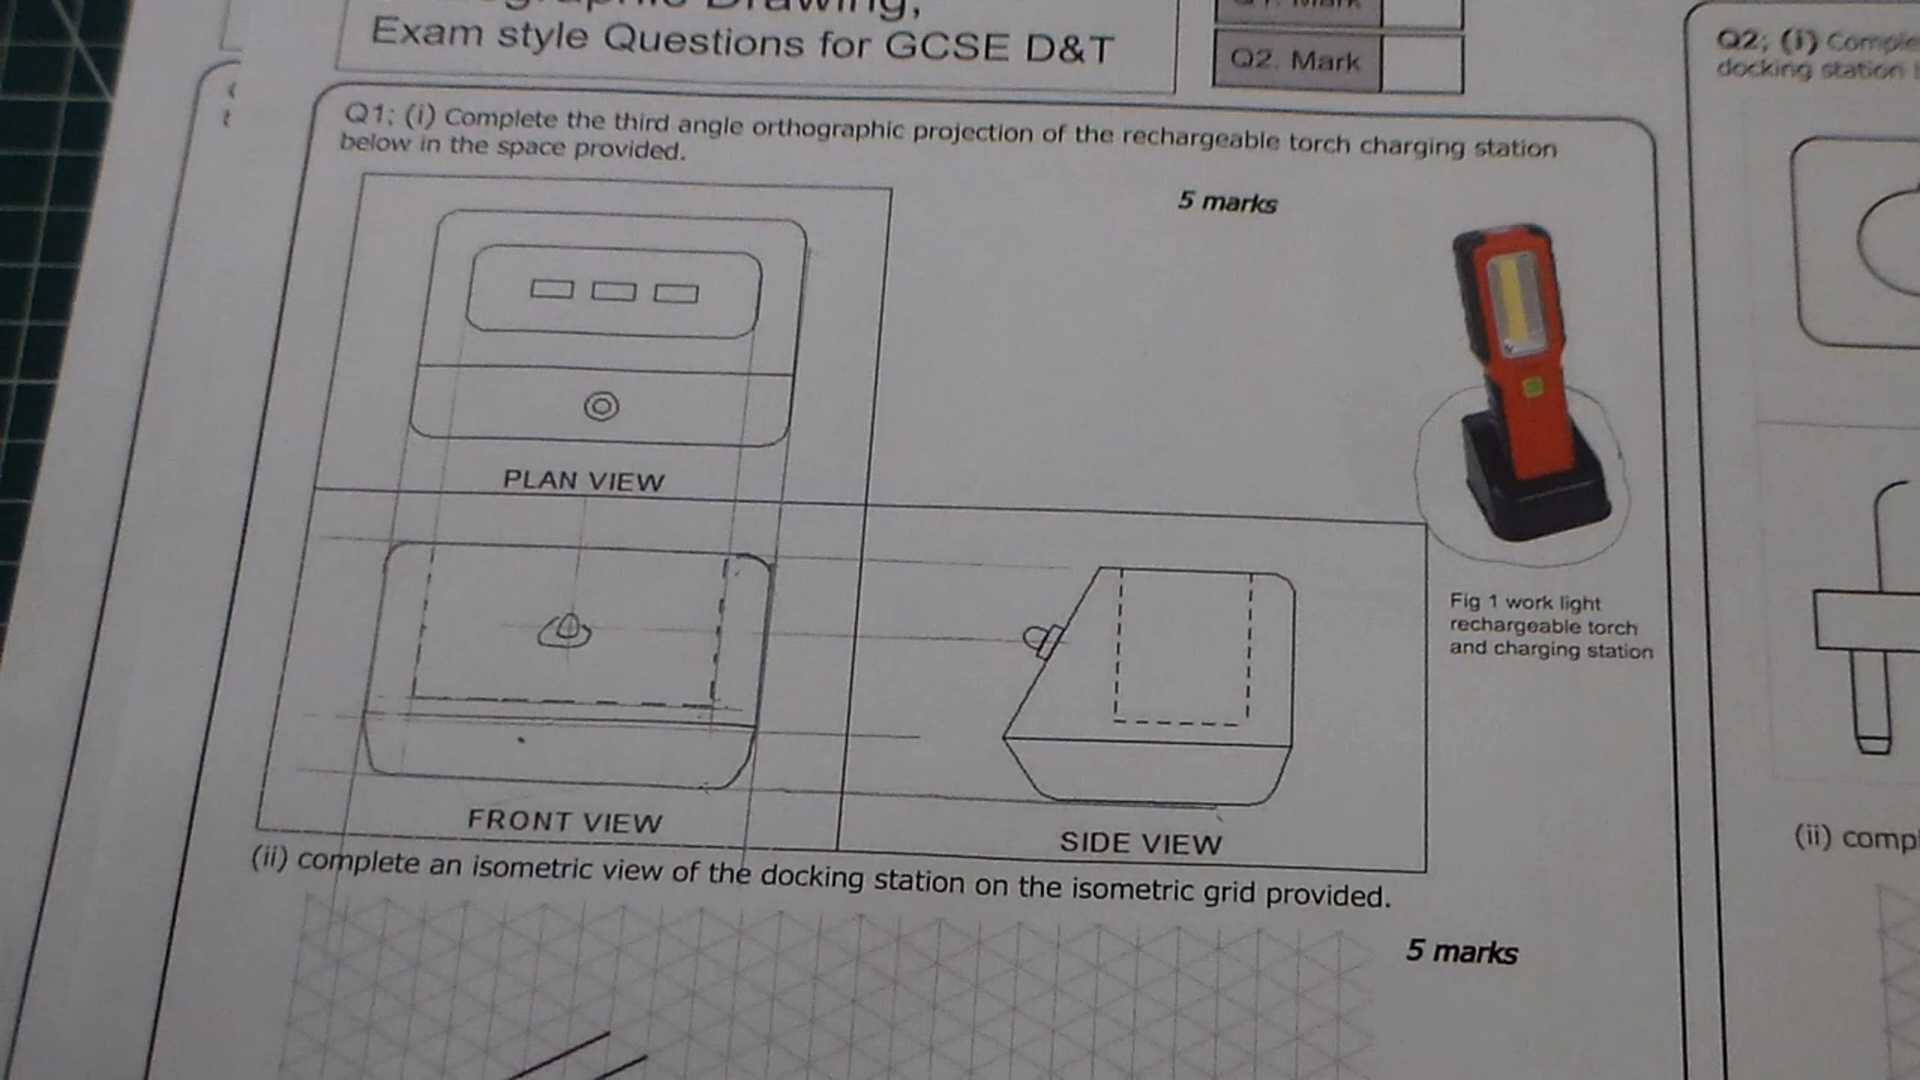 Drawing,
Exam style Questions for GCSE D&T
Mark
Q2. Mark
Q1: (i) Complete the third angle orthographic projection of the rechargeable torch charging station
below in the space provided.
5 marks
PLAN VIEW
FRONT VIEW
SIDE VIEW
Fig 1 work light
rechargeable torch
and charging station
(ii) complete an isometric view of the docking station on the isometric grid provided.
5 marks
Q2; (i)
docking station
(ii)